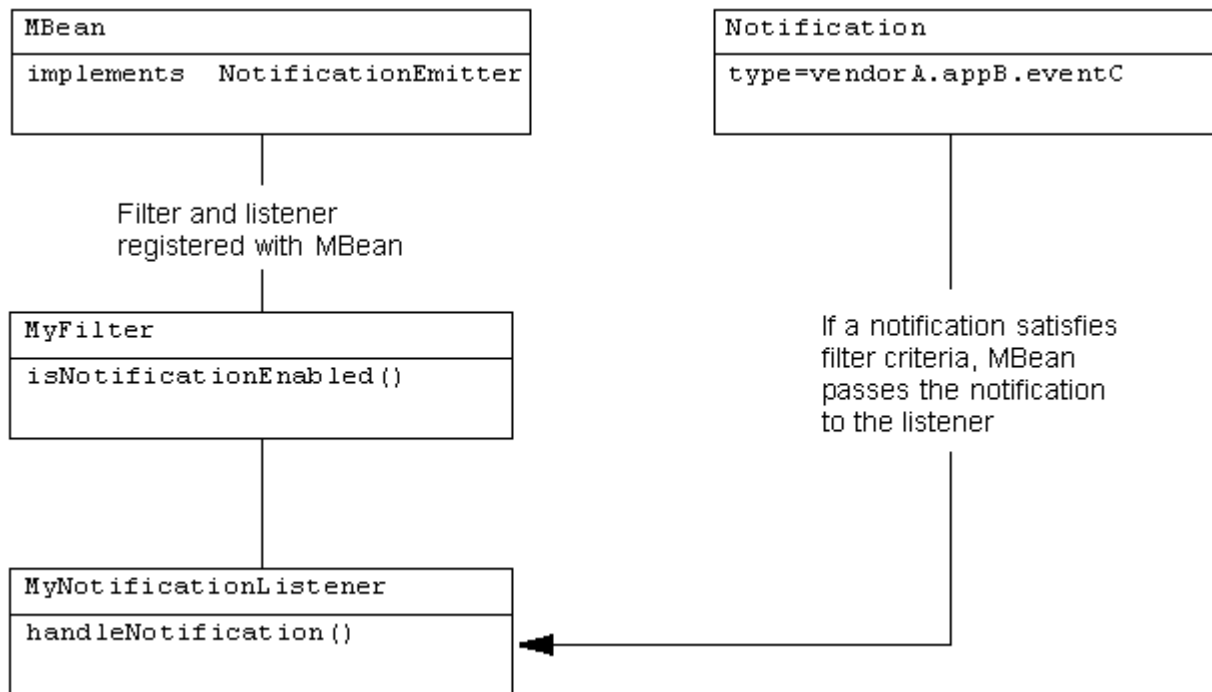 MBean
implements NotificationEmitter
Notification
type=vendorA.appB.eventC
Filter and listener
registered with MBean
MyFilter
isNotificationEnabled()
If a notification satisfies
filter criteria, MBean
passes the notification
to the listener
MyNotificationListener
handleNotification()